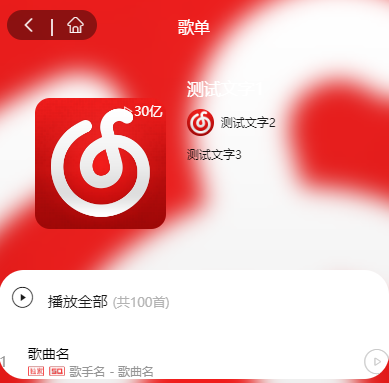 歌单
30亿
测试文字1
测试文字2
测试文字3
播放全部 (共100首)
1
歌曲名
独家 SQ 歌手名 - 歌曲名